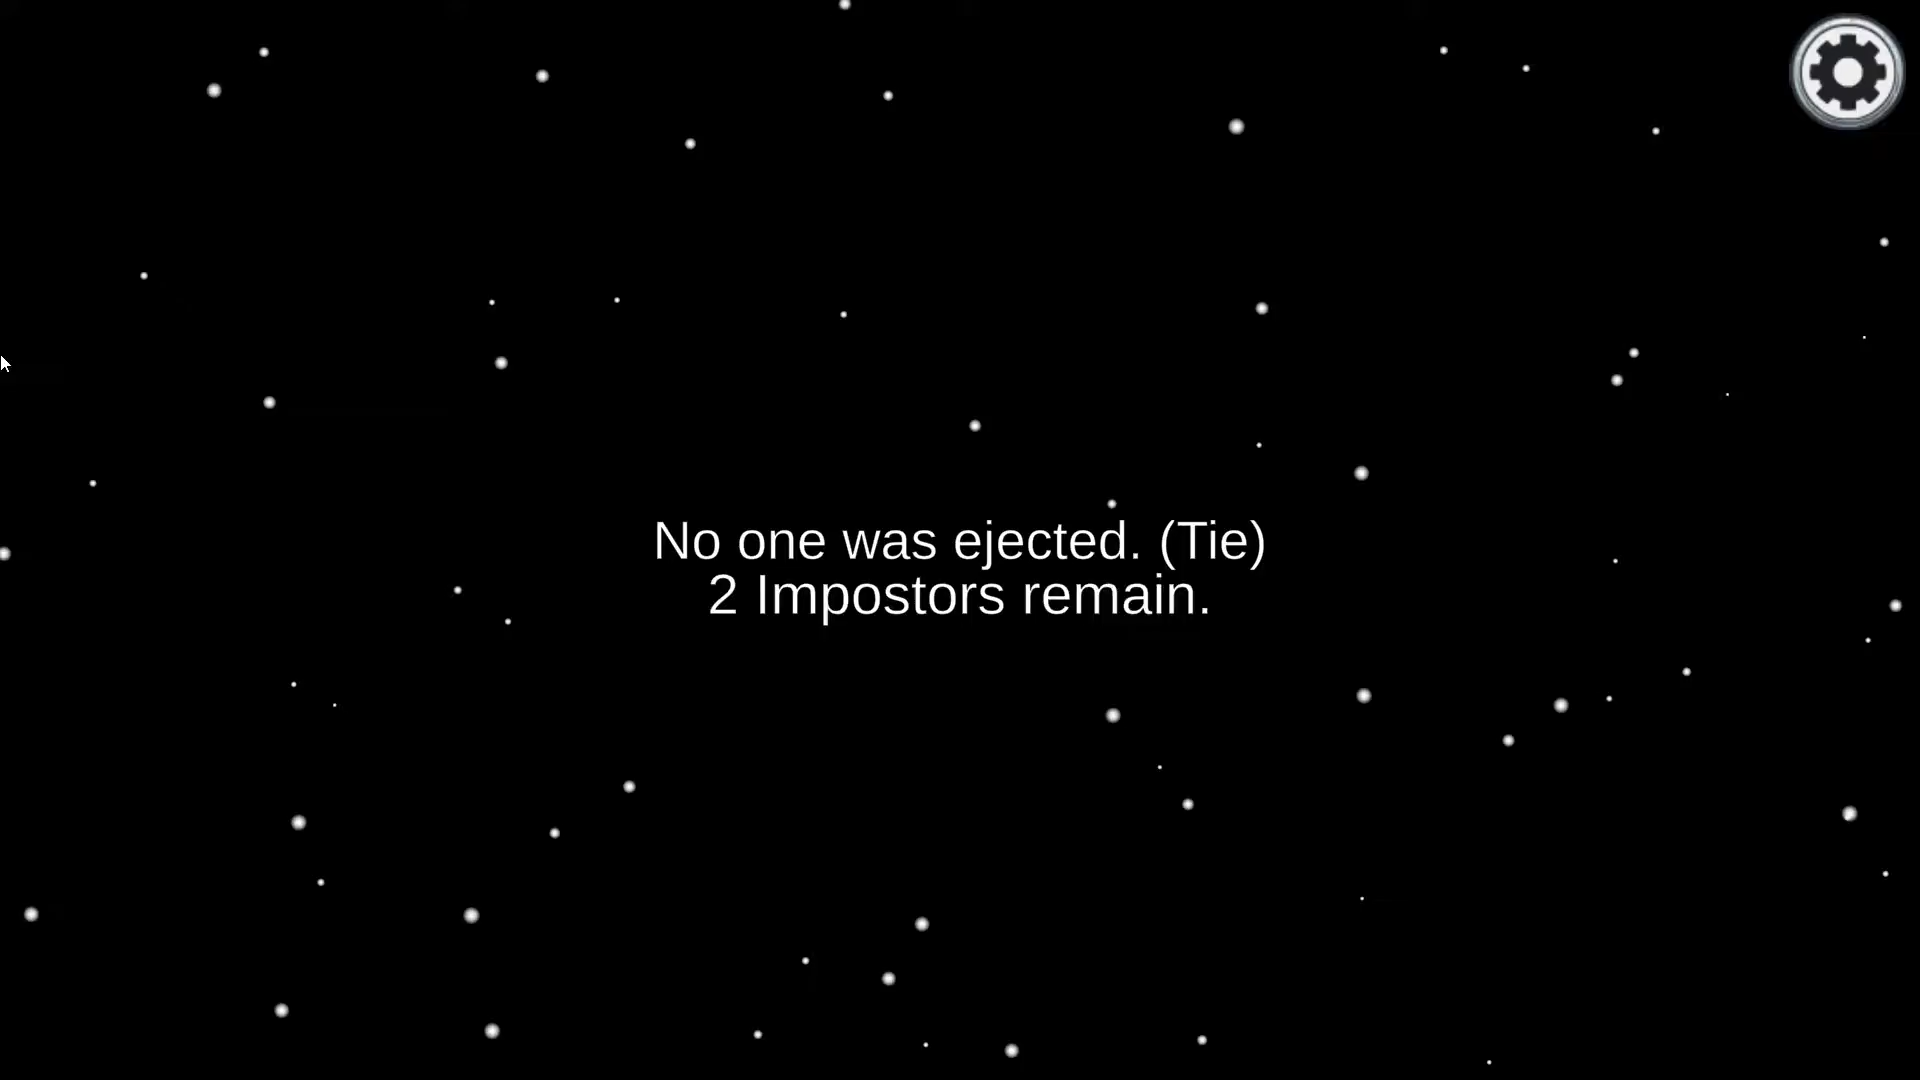 No one was ejected. (Tie)
2 Impostors remain.